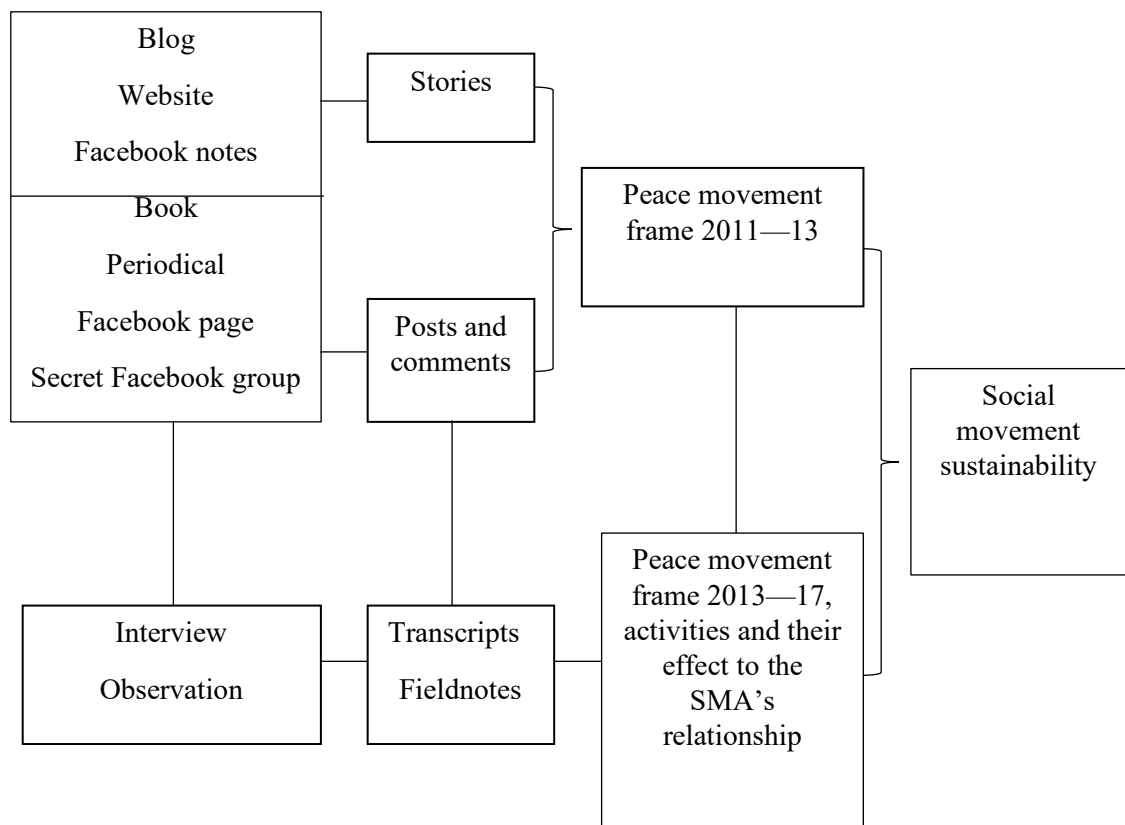 Blog
Website
Facebook notes
Book
Periodical
Facebook page
Secret Facebook group
Stories
Posts and
comments
Peace movement
frame 2011—13
Interview
Observation
Transcripts
Fieldnotes
Peace movement
frame 2013—17,
activities and their
effect to the
SMA’s
relationship
Social
movement
sustainability